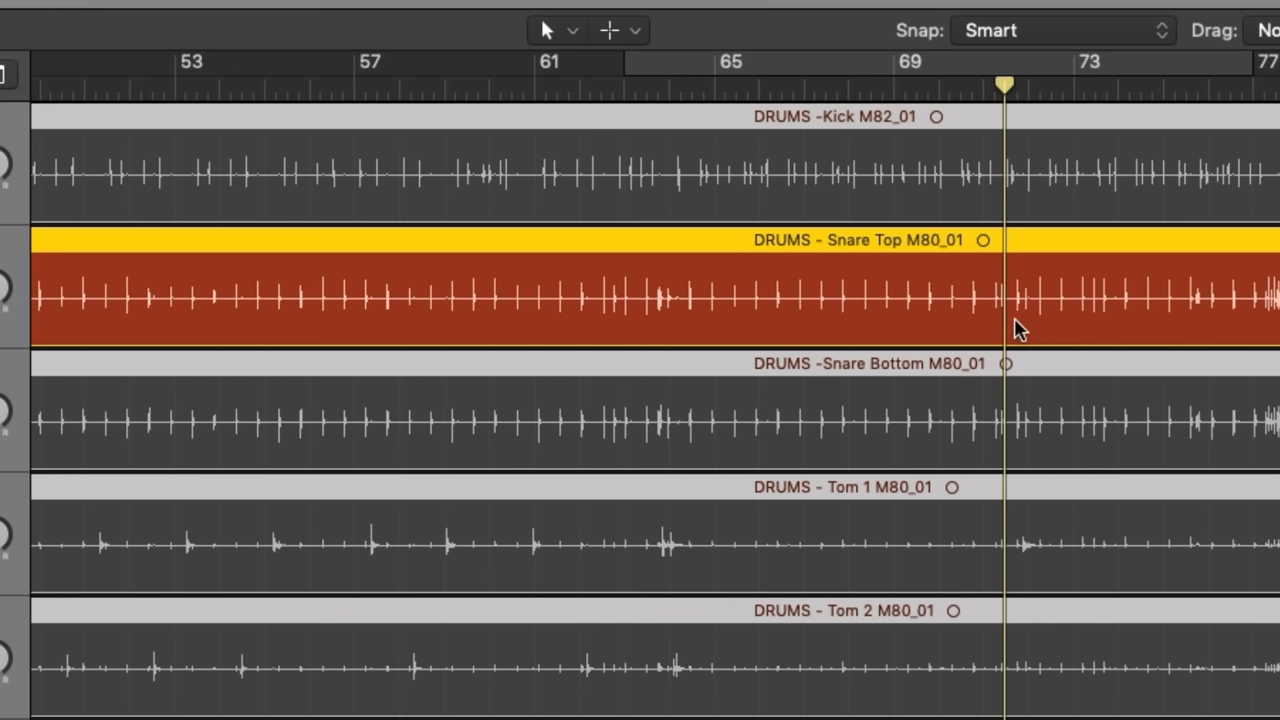 Snap: Smart Drag: No
53 57 61 65 69 73 77
DRUMS -Kick M82_01
DRUMS - Snare Top M80_01
DRUMS -Snare Bottom M80_01
DRUMS - Tom 1 M80_01
DRUMS - Tom 2 M80_01